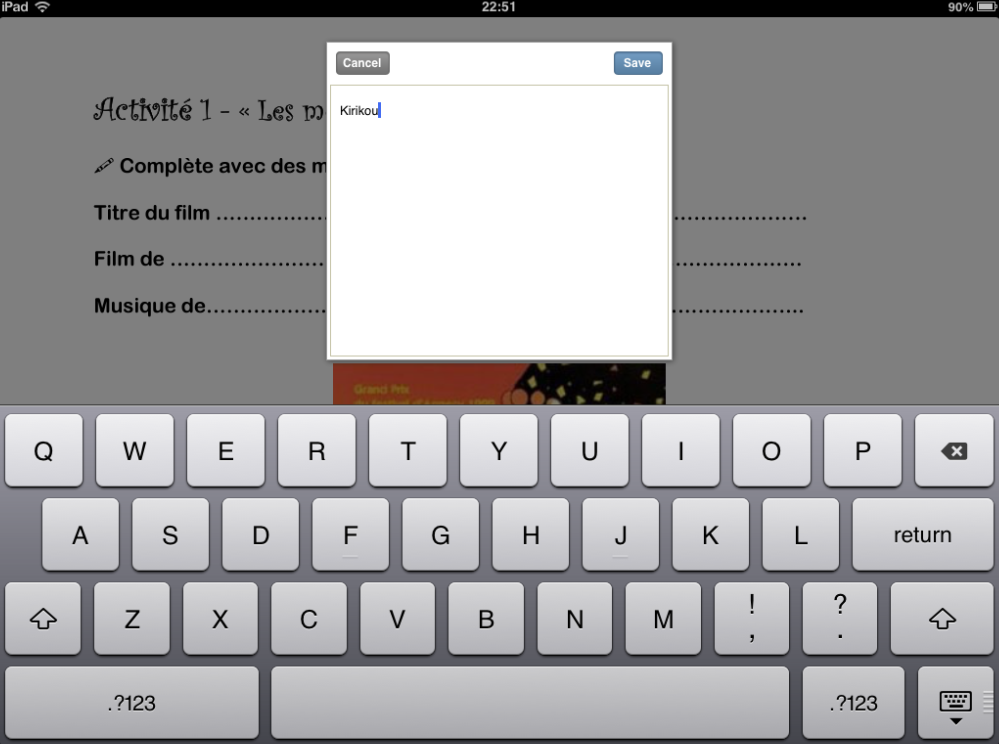 iPad 22:51 90%
Cancel Save
Kirikou
Activité 1 - « Les m
Complète avec des m
Titre du film ..........................................
Film de ..........................................
Musique de..........................................
Grand Prix
Q W E R T Y U I O P
A S D F G H J K L return
Z X C V B N M ! , ? .
.?123 .?123